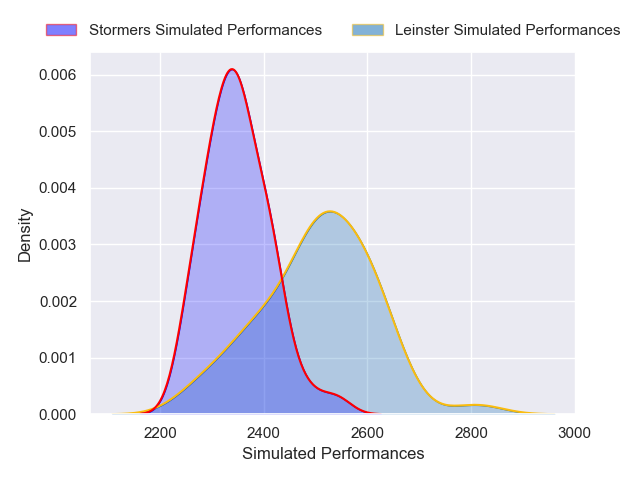 Stormers Simulated Performances Leinster Simulated Performances
0.006
0.005
0.004
0.003
0.002
0.001
0.000
Density
2200 2400 2600 2800 3000
Simulated Performances